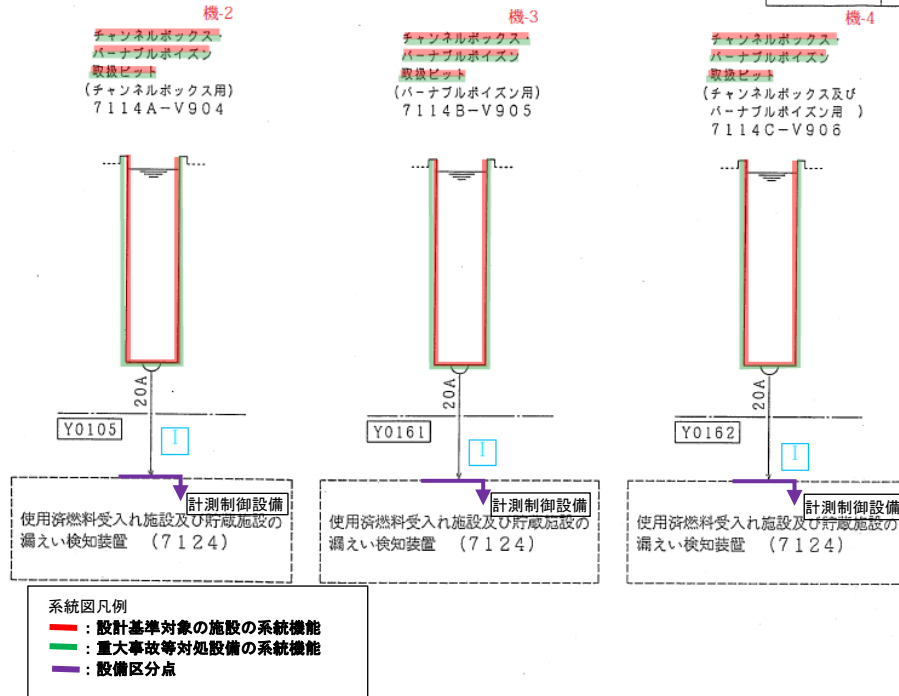 機-2
チャンネルボックス・
バーナブルポイズン
取扱ピット
(チャンネルボックス用)
7114A-V904
20A
Y0105
I
計測制御設備
使用済燃料受入れ施設及び貯蔵施設の
漏えい検知装置 (7124)
機-3
チャンネルボックス・
バーナブルポイズン
取扱ピット
(バーナブルポイズン用)
7114B-V905
20A
Y0161
I
計測制御設備
使用済燃料受入れ施設及び貯蔵施設の
漏えい検知装置 (7124)
機-4
チャンネルボックス・
バーナブルポイズン
取扱ピット
(チャンネルボックス及び
バーナブルポイズン用 )
7114C-V906
20A
Y0162
I
計測制御設備
使用済燃料受入れ施設及び貯蔵施設の
漏えい検知装置 (7124)
系統図凡例
:設計基準対象の施設の系統機能
:重大事故等対処設備の系統機能
:設備区分点